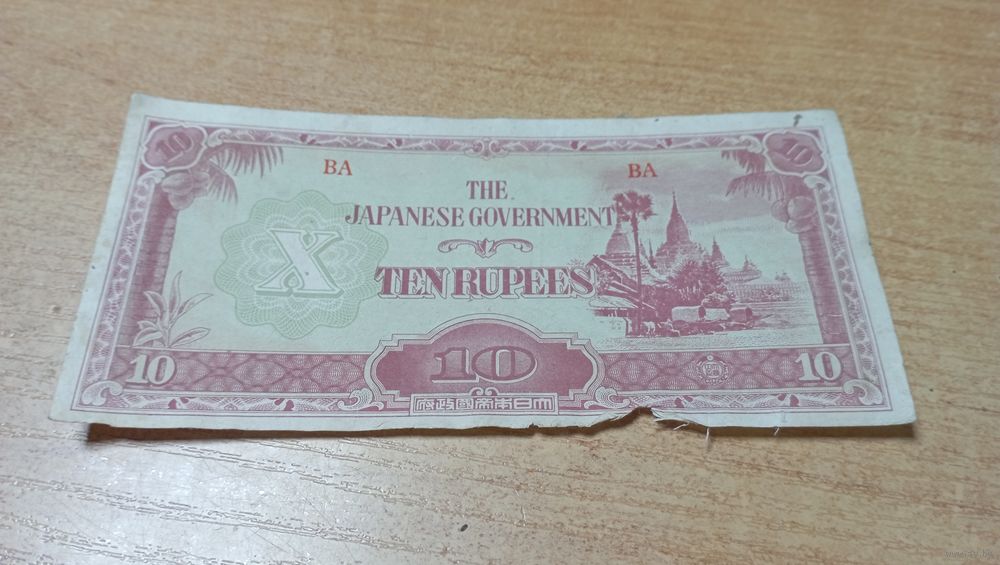 10 10
BA BA
THE
JAPANESE GOVERNMENT
X
TEN RUPEES
10 10 10
府政國帝本日大